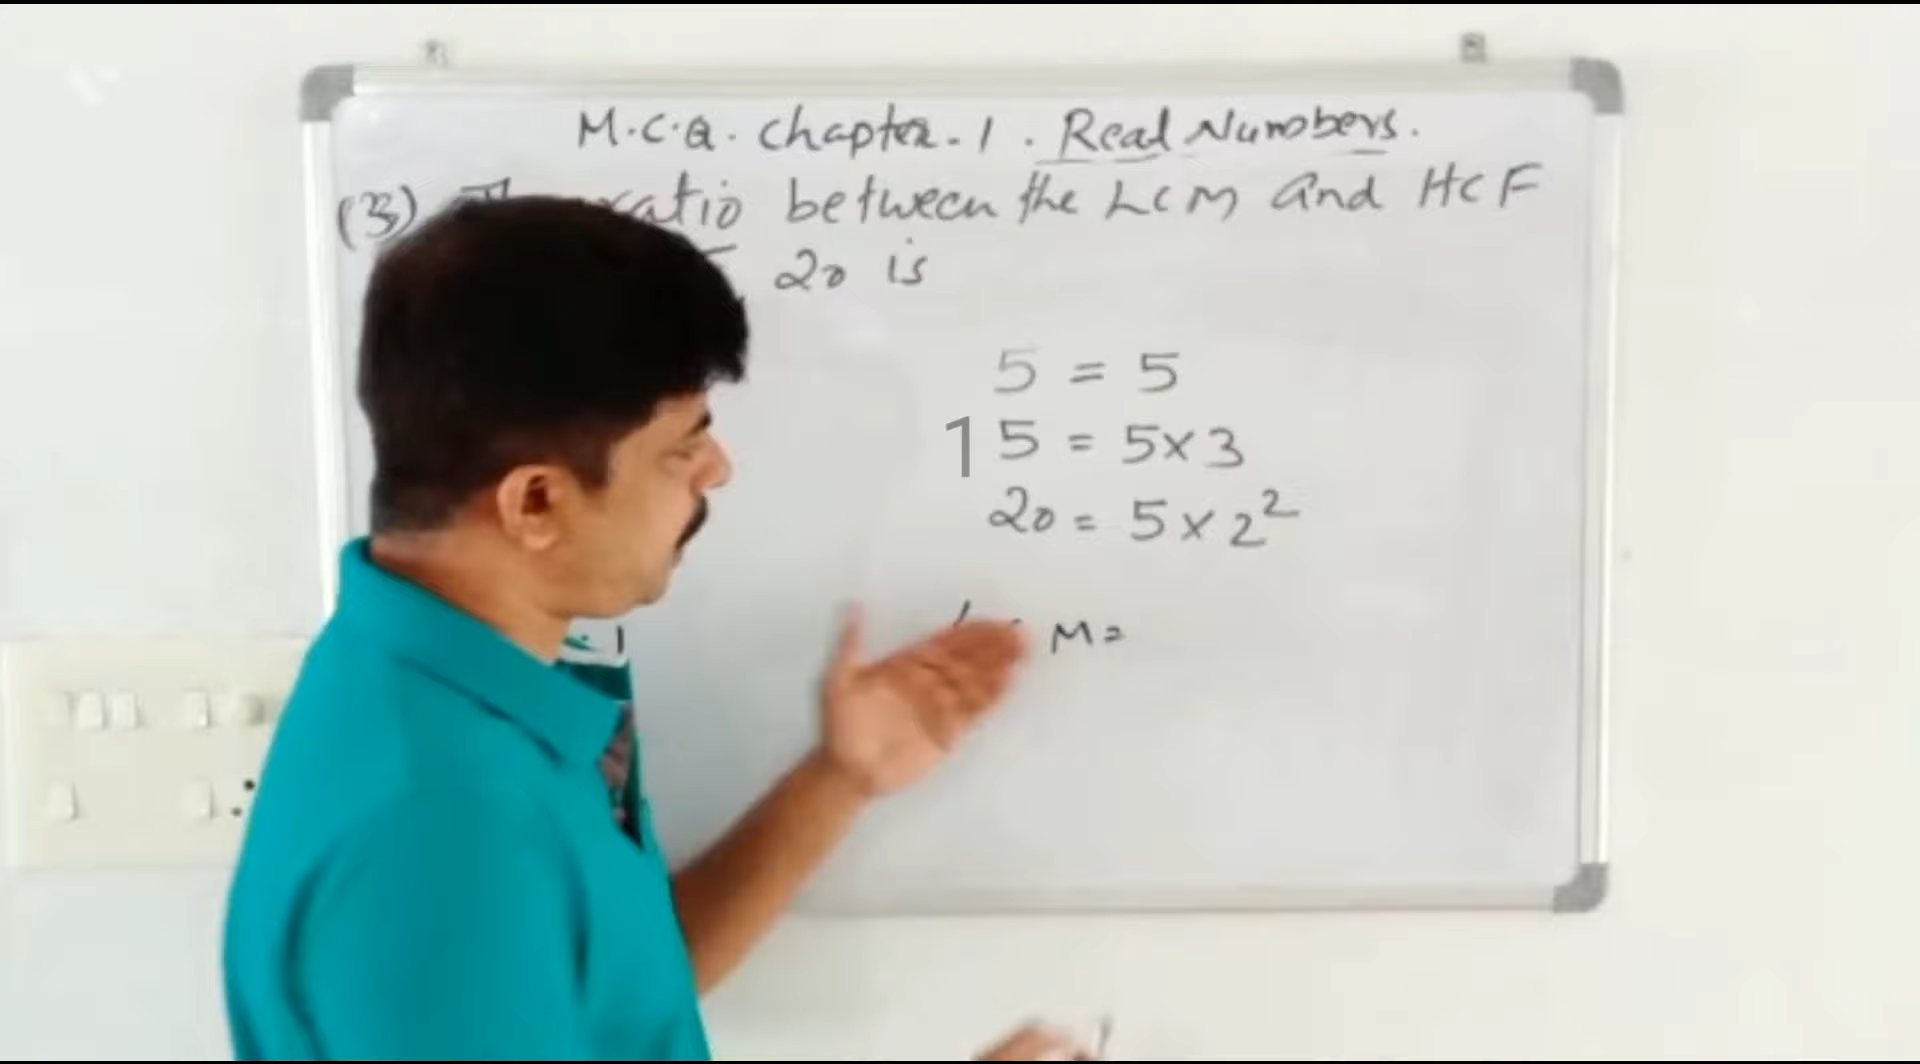 M.C.Q. Chapter-1. Real Numbers.
(3) ratio between the LCM and HCF
20 is
5 = 5
15 = 5×3
20 = 5×2²
M=